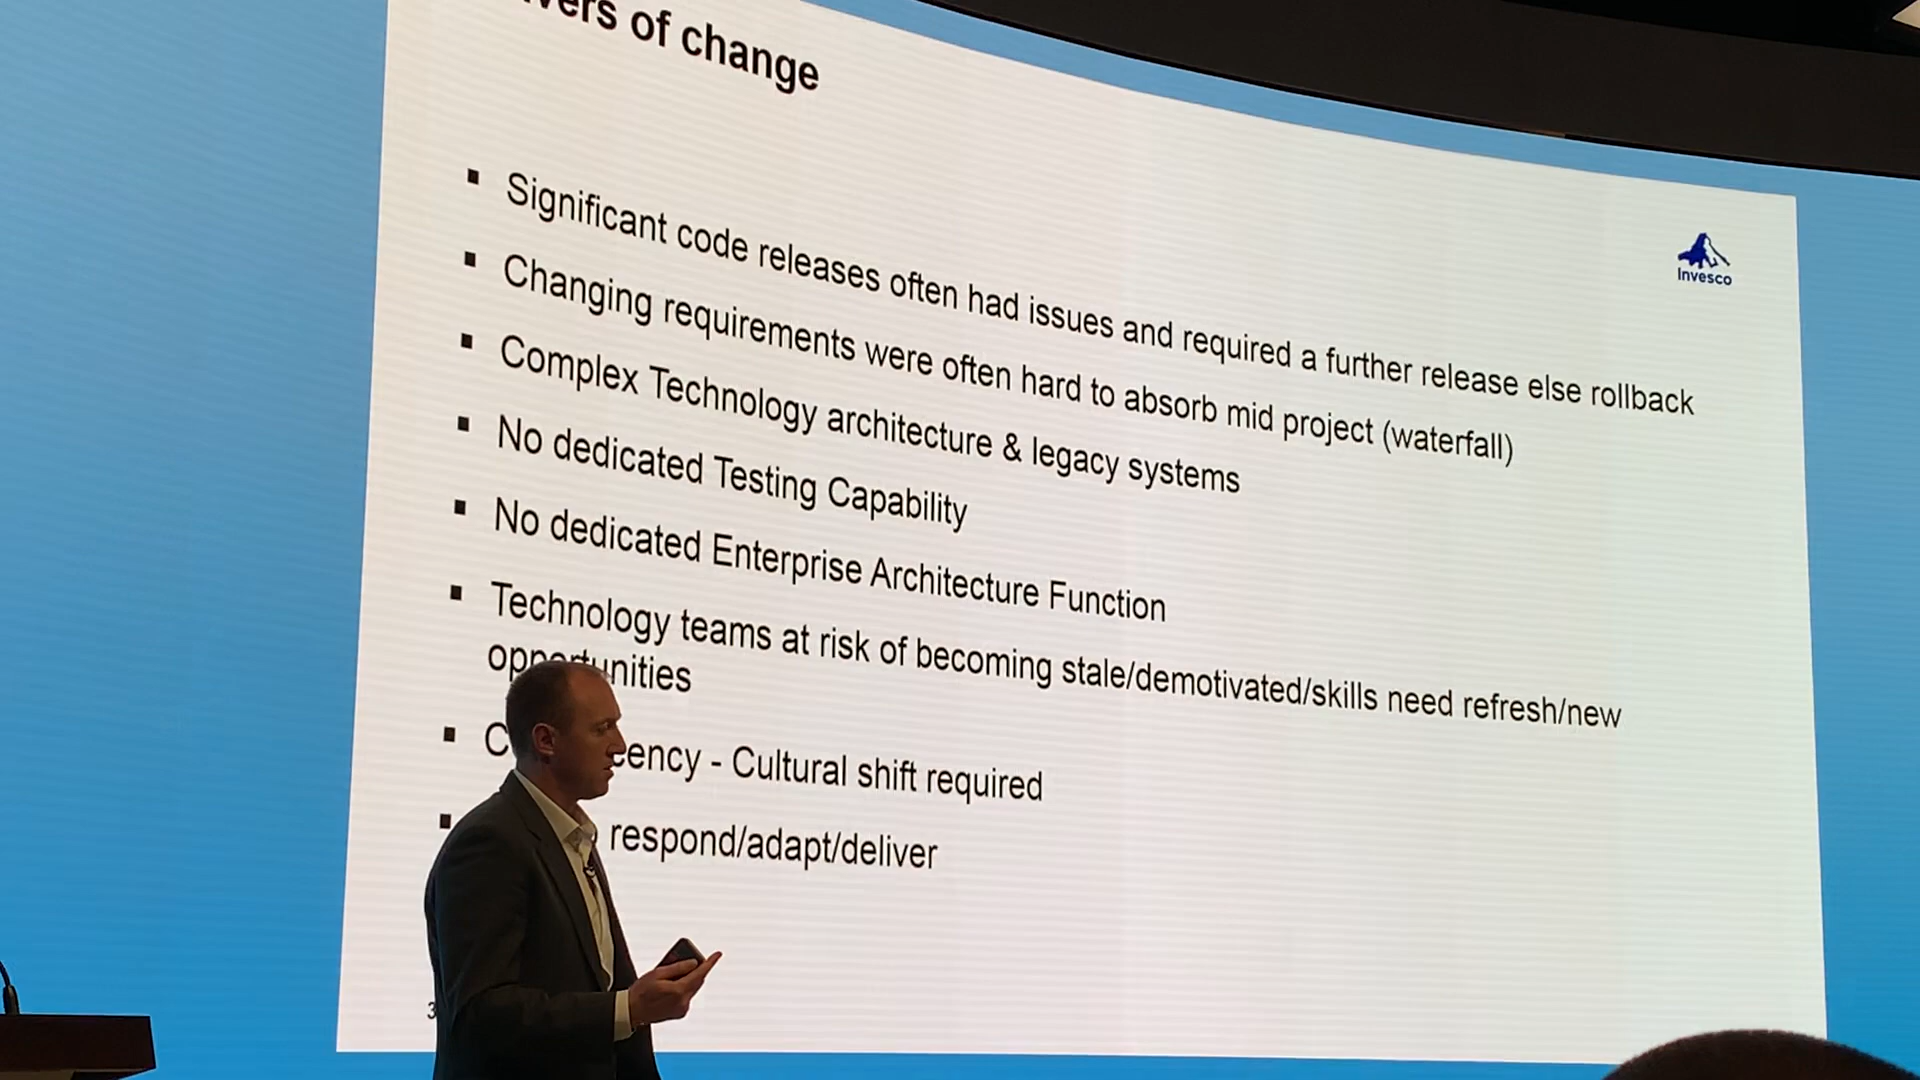 of change
Invesco
▪ Significant code releases often had issues and required a further release else rollback
▪ Changing requirements were often hard to absorb mid project (waterfall)
▪ Complex Technology architecture & legacy systems
▪ No dedicated Testing Capability
▪ No dedicated Enterprise Architecture Function
▪ Technology teams at risk of becoming stale/demotivated/skills need refresh/new
opportunities
▪ - Cultural shift required
▪ respond/adapt/deliver
3